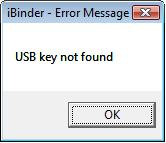 iBinder - Error Message
USB key not found
OK